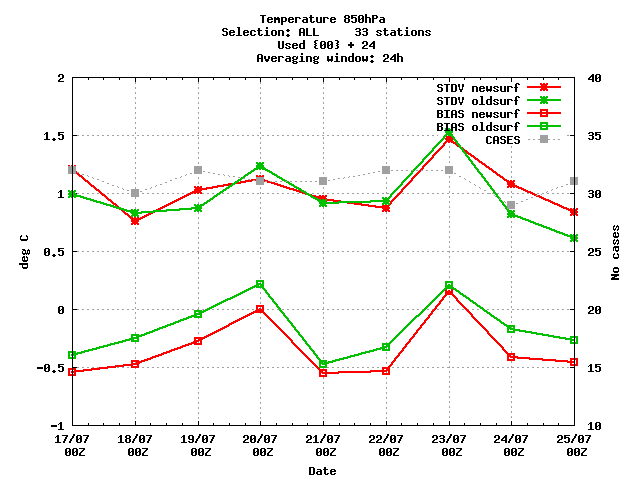 Temperature 850hPa
Selection: ALL 33 stations
Used {00} + 24
Averaging window: 24h
STDV newsurf
STDV oldsurf
BIAS newsurf
BIAS oldsurf
CASES
2
1.5
1
0.5
0
-0.5
-1
deg C
40
35
30
25
20
15
10
No cases
17/07 18/07 19/07 20/07 21/07 22/07 23/07 24/07 25/07
00Z 00Z 00Z 00Z 00Z 00Z 00Z 00Z 00Z
Date